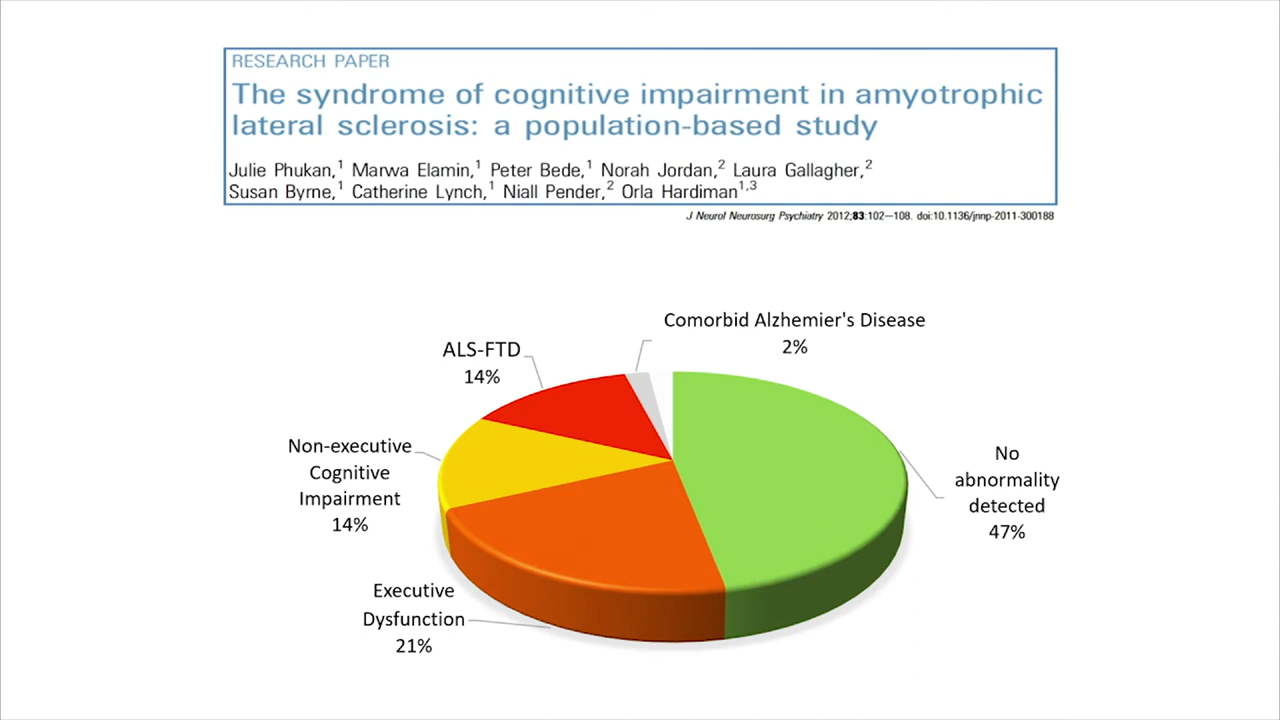 RESEARCH PAPER
The syndrome of cognitive impairment in amyotrophic
lateral sclerosis: a population-based study
Julie Phukan,1 Marwa Elamin,1 Peter Bede,1 Norah Jordan,2 Laura Gallagher,2
Susan Byrne,1 Catherine Lynch,1 Niall Pender,2 Orla Hardiman1,3
J Neurol Neurosurg Psychiatry 2012;83:102—108. doi:10.1136/jnnp-2011-300188
Comorbid Alzhemier's Disease
2%
ALS-FTD
14%
Non-executive
Cognitive
Impairment
14%
No
abnormality
detected
47%
Executive
Dysfunction
21%